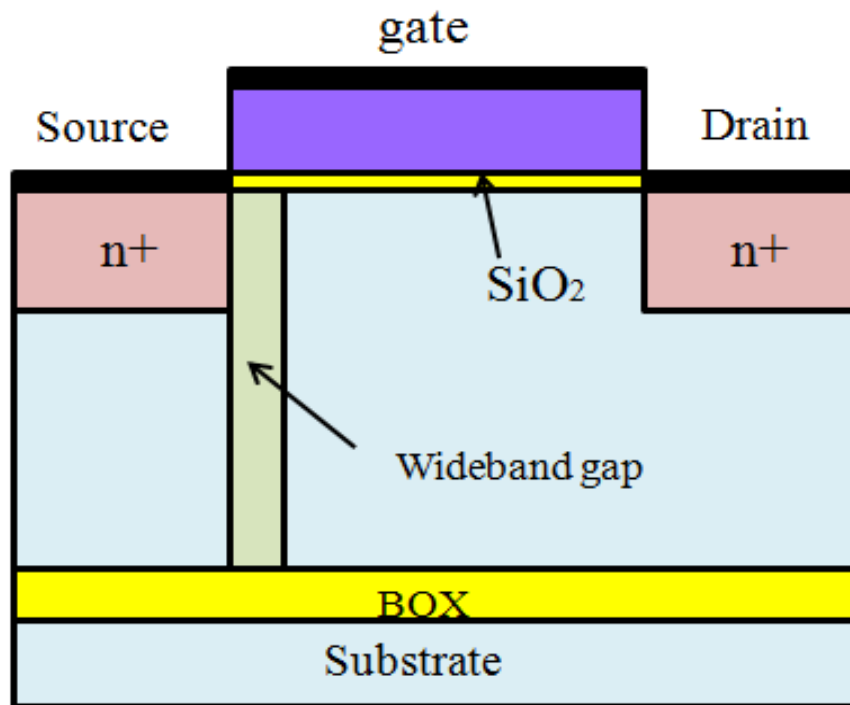 gate
Source
Drain
n+
n+
SiO₂
Wideband gap
BOX
Substrate